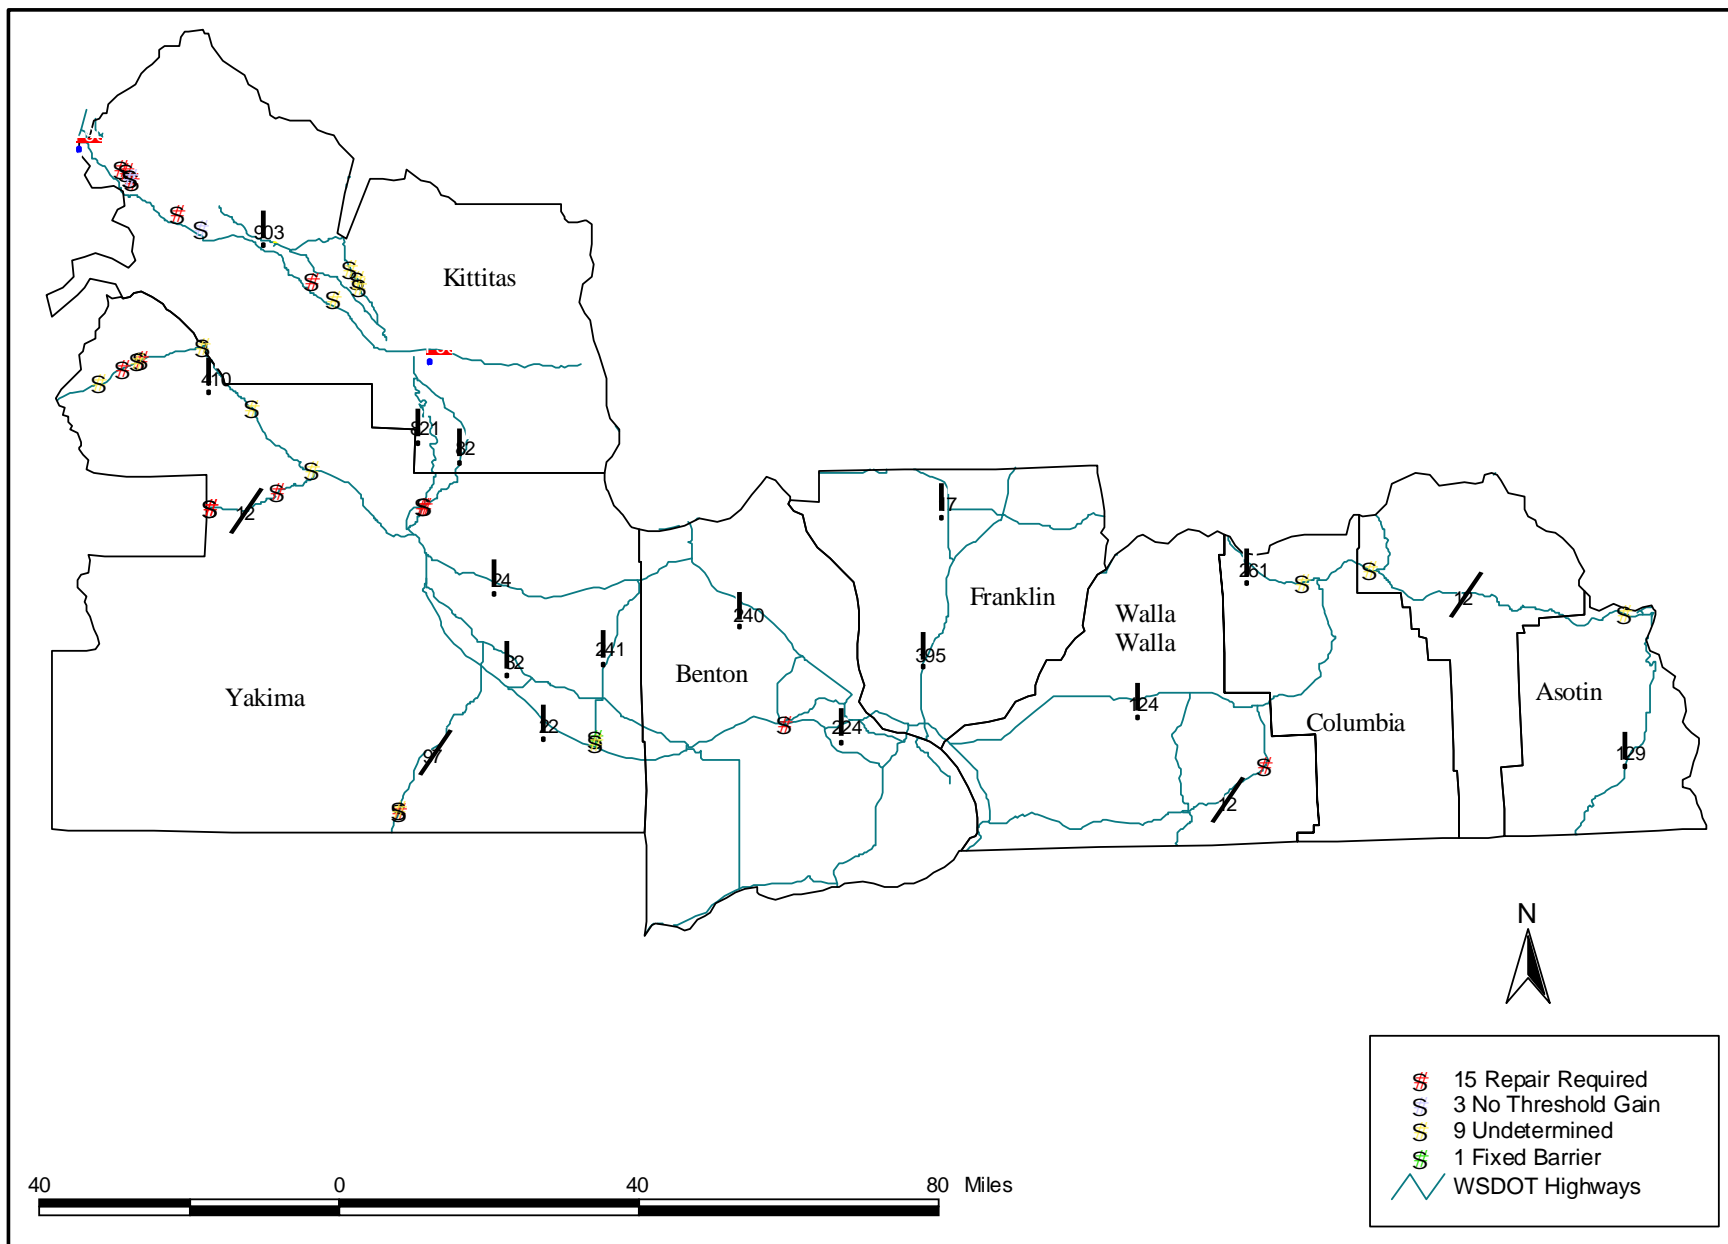 903
Kittitas
410
821
82
12
17
24
261
Franklin
12
240
Walla
Walla
241
395
82
Benton
Yakima
Asotin
124
22
224
Columbia
97
129
12
N
15 Repair Required
3 No Threshold Gain
9 Undetermined
1 Fixed Barrier
WSDOT Highways
40 0 40 80 Miles